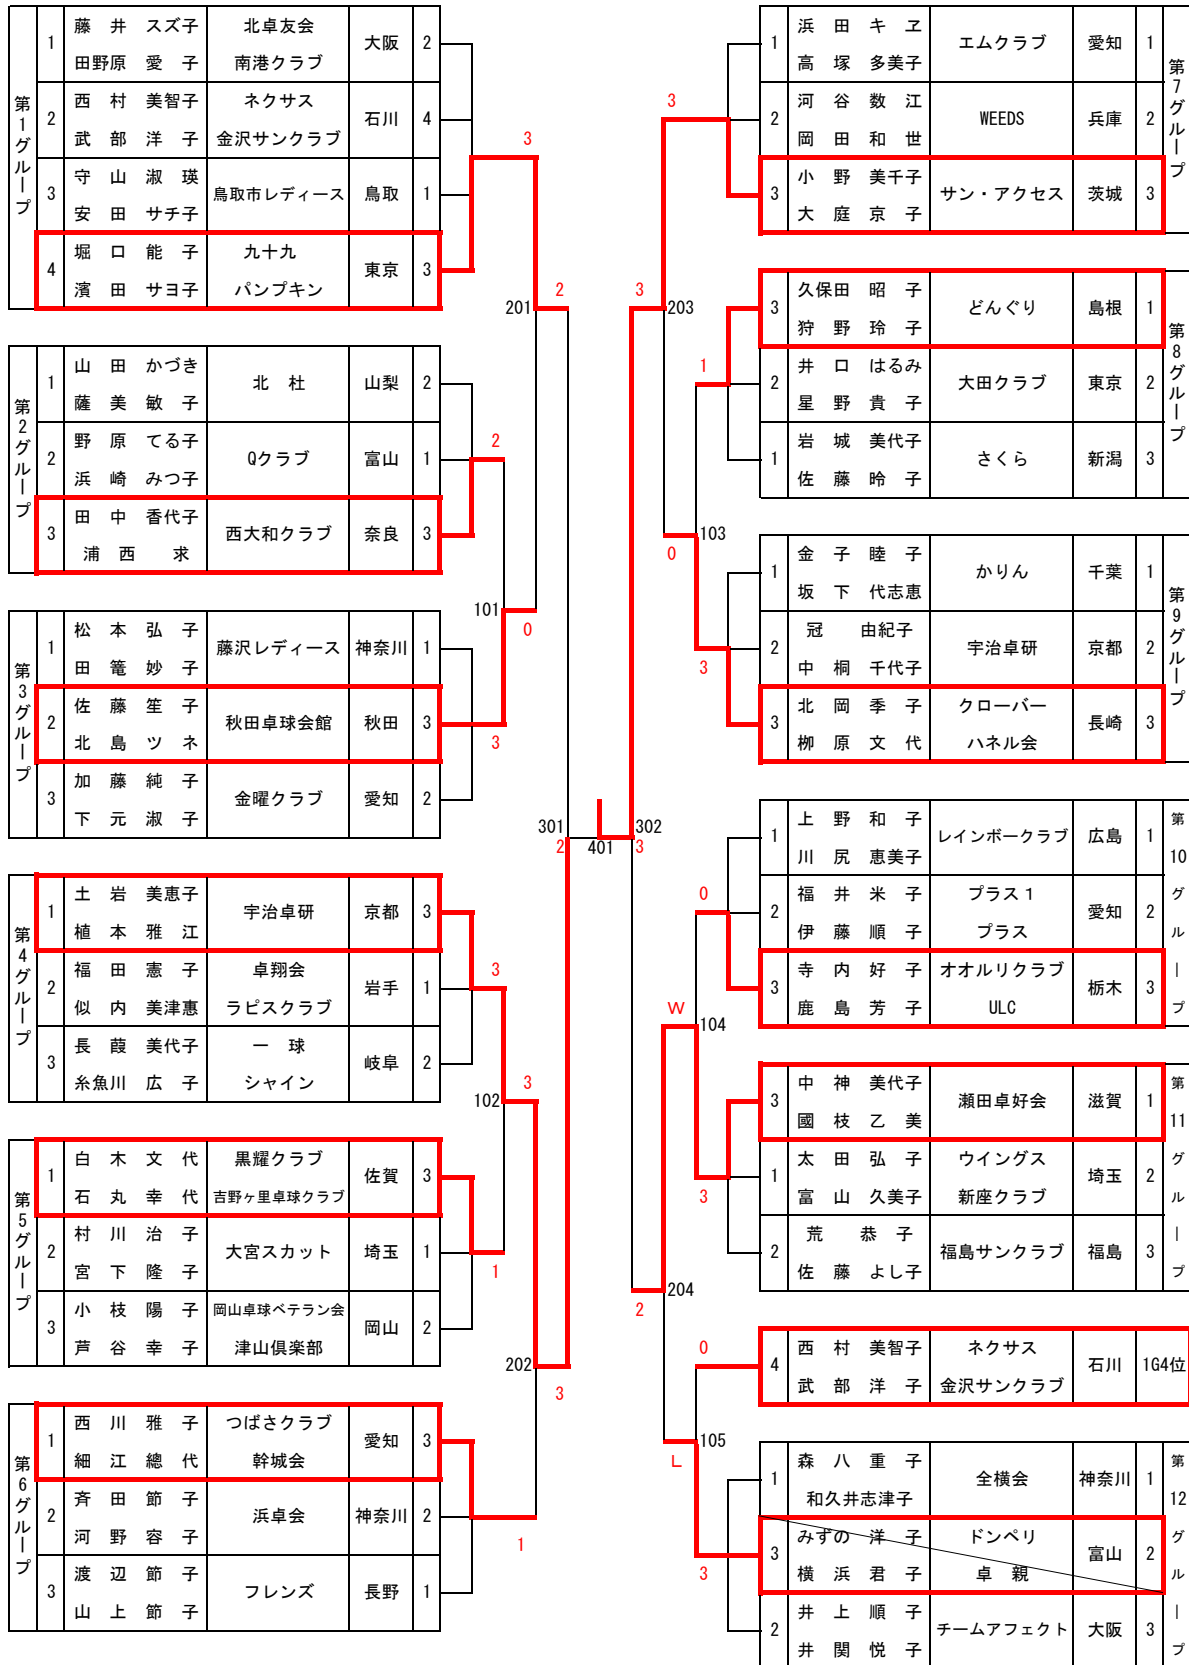 第1グループ
1 藤井 スズ子 北卓友会 大阪 2
田野原 愛子 南港クラブ
2 西村 美智子 ネクサス 石川 4
武部 洋子 金沢サンクラブ
3 守山 淑瑛 鳥取市レディース 鳥取 1
安田 サチ子
4 堀口 能子 九十九 東京 3
濱田 サヨ子 パンプキン
第2グループ
1 山田 かづき 北杜 山梨 2
薩美 敏子
2 野原 てる子 Qクラブ 富山 1
浜崎 みつ子
3 田中 香代子 西大和クラブ 奈良 3
浦西 求
第3グループ
1 松本 弘子 藤沢レディース 神奈川 1
田篭 妙子
2 佐藤 笙子 秋田卓球会館 秋田 3
北島 ツネ
3 加藤 純子 金曜クラブ 愛知 2
下元 淑子
第4グループ
1 土岩 美恵子 宇治卓研 京都 3
植本 雅江
2 福田 憲子 卓翔会 岩手 1
似内 美津惠 ラピスクラブ
3 長葭 美代子 一球 岐阜 2
糸魚川 広子 シャイン
第5グループ
1 白木 文代 黒耀クラブ 佐賀 3
石丸 幸代 吉野ヶ里卓球クラブ
2 村川 治子 大宮スカット 埼玉 1
宮下 隆子
3 小枝 陽子 岡山卓球ベテラン会 岡山 2
芦谷 幸子 津山倶楽部
第6グループ
1 西川 雅子 つばさクラブ 愛知 3
細江 總代 幹城会
2 斉田 節子 浜卓会 神奈川 2
河野 容子
3 渡辺 節子 フレンズ 長野 1
山上 節子
3
2
201
2
101
0
3
301
2
3
102
3
1
202
3
1
401
3
3
203
1
103
0
3
302
3
0
W
104
3
204
2
0
105
L
3
第7グループ
1 浜田 キヱ エムクラブ 愛知 1
高塚 多美子
2 河谷 数江 WEEDS 兵庫 2
岡田 和世
3 小野 美千子 サン・アクセス 茨城 3
大庭 京子
第8グループ
3 久保田 昭子 どんぐり 島根 1
狩野 玲子
2 井口 はるみ 大田クラブ 東京 2
星野 貴子
1 岩城 美代子 さくら 新潟 3
佐藤 昤子
第9グループ
1 金子 睦子 かりん 千葉 1
坂下 代志恵
2 冠 由紀子 宇治卓研 京都 2
中桐 千代子
3 北岡 季子 クローバー 長崎 3
栁原 文代 ハネル会
第10グループ
1 上野 和子 レインボークラブ 広島 1
川尻 恵美子
2 福井 米子 プラス1 愛知 2
伊藤 順子 プラス
3 寺内 好子 オオルリクラブ 栃木 3
鹿島 芳子 ULC
第11グループ
3 中神 美代子 瀬田卓好会 滋賀 1
國枝 乙美
1 太田 弘子 ウイングス 埼玉 2
富山 久美子 新座クラブ
2 荒 恭子 福島サンクラブ 福島 3
佐藤 よし子
4 西村 美智子 ネクサス 石川 1G4位
武部 洋子 金沢サンクラブ
第12グループ
1 森 八重子 全横会 神奈川 1
和久井志津子
3 みずの 洋子 ドンペリ 富山 2
横浜 君子 卓親
2 井上 順子 チームアフェクト 大阪 3
井関 悦子